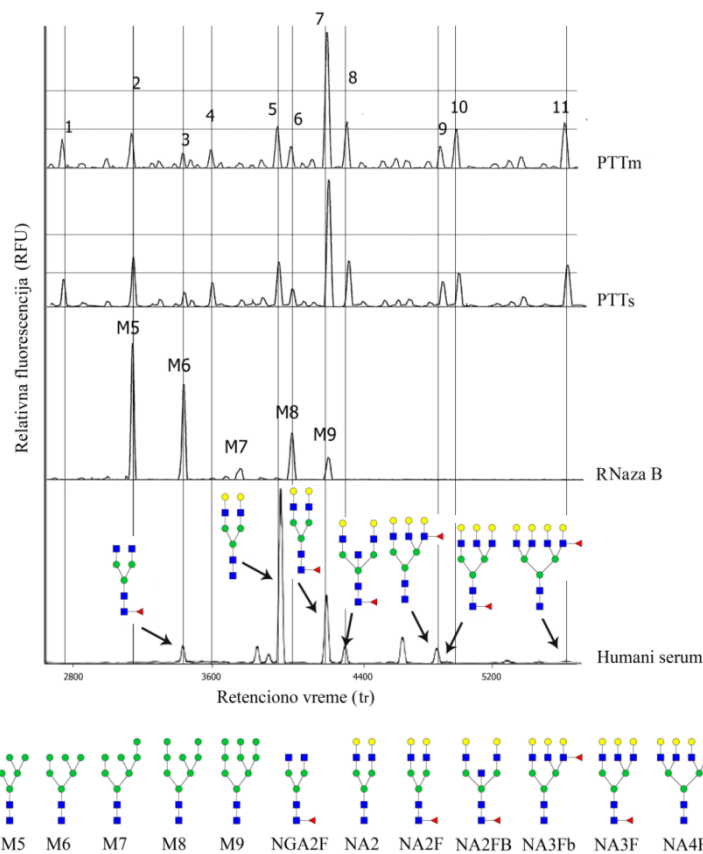 7
2
8
1
3
4
5
6
9
10
11
PTTm
PTTs
M5
M6
M7
M8
M9
RNaza B
Humani serum
Relativna fluorescencija (RFU)
2800 3600 4400 5200
Retenciono vreme (tr)
M5 M6 M7 M8 M9 NGA2F NA2 NA2F NA2FB NA3Fb NA3F